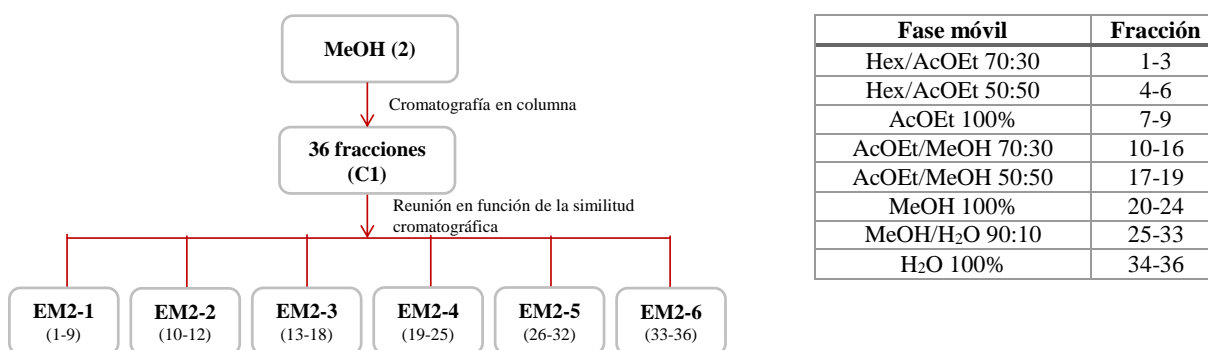 MeOH (2)
Cromatografía en columna
36 fracciones
(C1)
Reunión en función de la similitud
cromatográfica
EM2-1
(1-9)
EM2-2
(10-12)
EM2-3
(13-18)
EM2-4
(19-25)
EM2-5
(26-32)
EM2-6
(33-36)
Fase móvil Fracción
Hex/AcOEt 70:30 1-3
Hex/AcOEt 50:50 4-6
AcOEt 100% 7-9
AcOEt/MeOH 70:30 10-16
AcOEt/MeOH 50:50 17-19
MeOH 100% 20-24
MeOH/H₂O 90:10 25-33
H₂O 100% 34-36